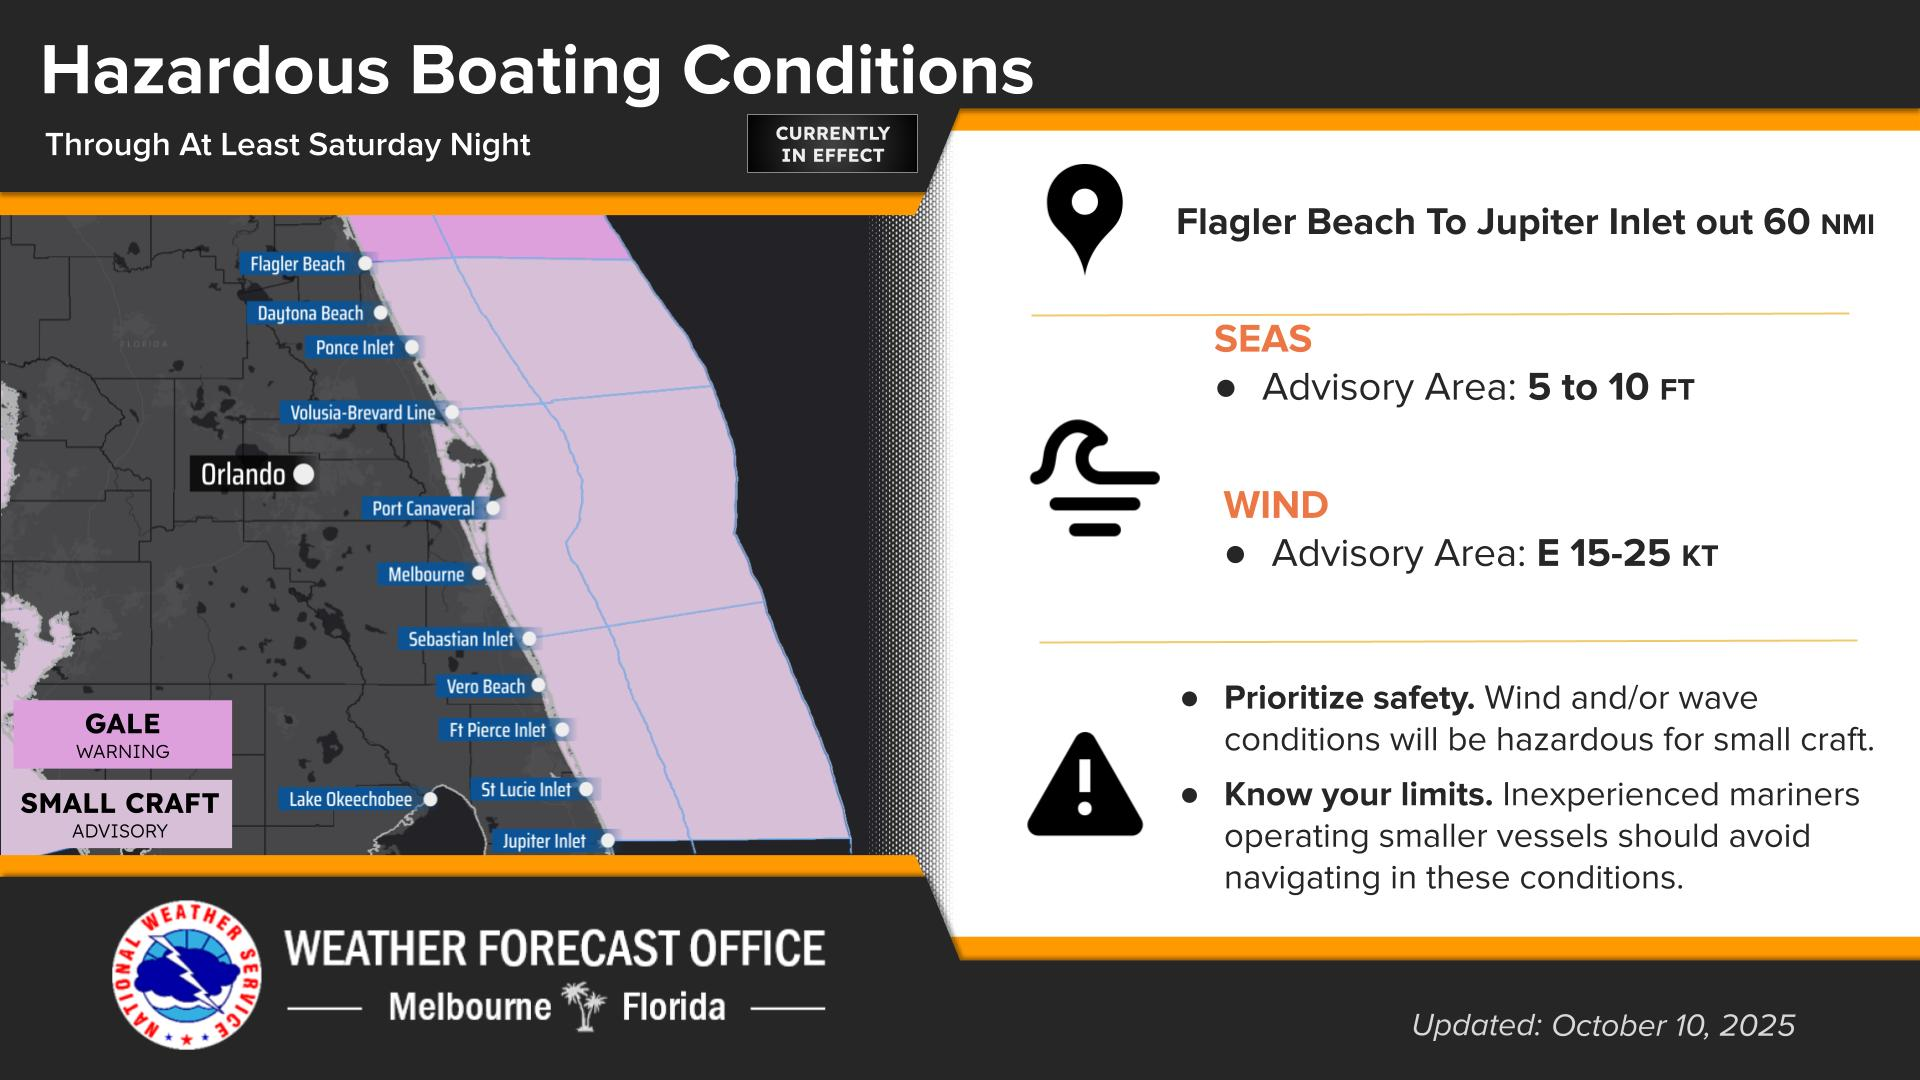 Hazardous Boating Conditions
Through At Least Saturday Night
CURRENTLY
IN EFFECT
Flagler Beach
Daytona Beach
FLORIDA
Ponce Inlet
Volusia-Brevard Line
Orlando
Port Canaveral
Melbourne
Sebastian Inlet
Vero Beach
Ft Pierce Inlet
St Lucie Inlet
Lake Okeechobee
Jupiter Inlet
GALE
WARNING
SMALL CRAFT
ADVISORY
Flagler Beach To Jupiter Inlet out 60 NMI
SEAS
● Advisory Area: 5 to 10 FT
WIND
● Advisory Area: E 15-25 KT
● Prioritize safety. Wind and/or wave
conditions will be hazardous for small craft.
● Know your limits. Inexperienced mariners
operating smaller vessels should avoid
navigating in these conditions.
NATIONAL WEATHER SERVICE
WEATHER FORECAST OFFICE
Melbourne Florida
Updated: October 10, 2025